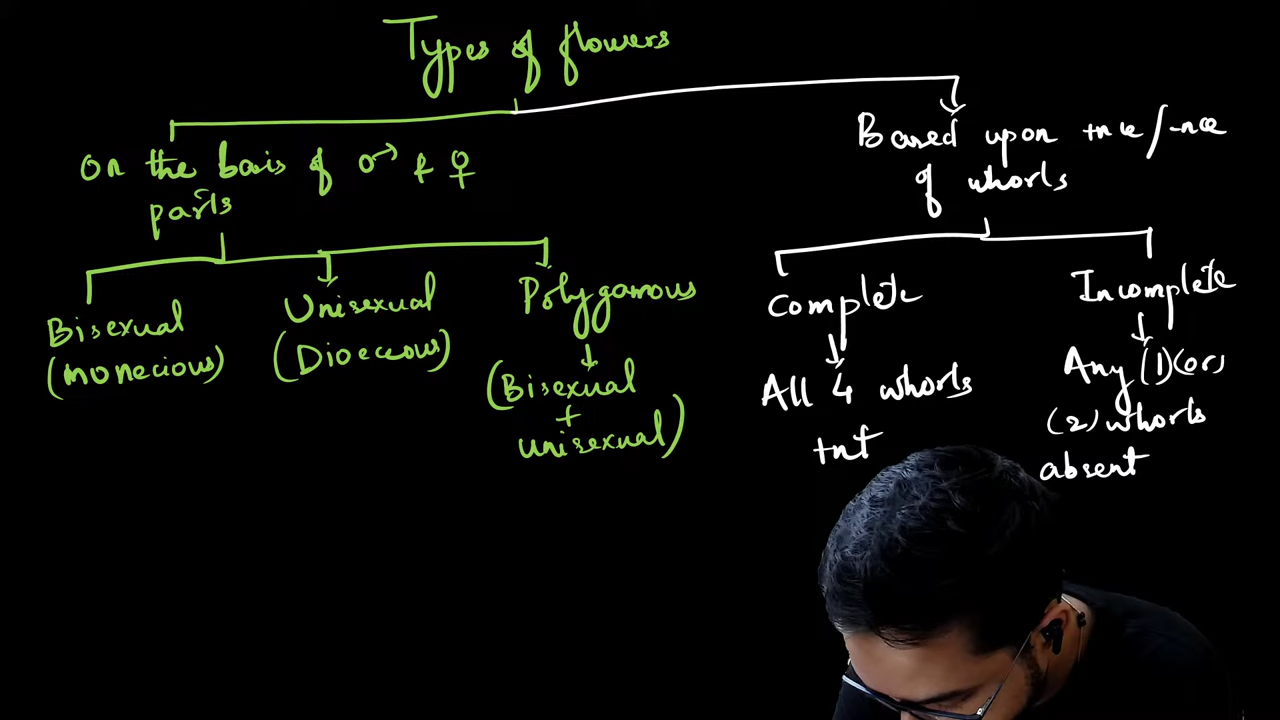 Types of flowers
On the basis of ♂ & ♀
parts
Bisexual
(monecious)
Unisexual
(Dioeceous)
Polygamous
(Bisexual
+
unisexual)
Based upon +nce/-nce
of whorls
Complete
All 4 whorls
+nt
Incomplete
Any (1)(or)
(2) whorls
absent